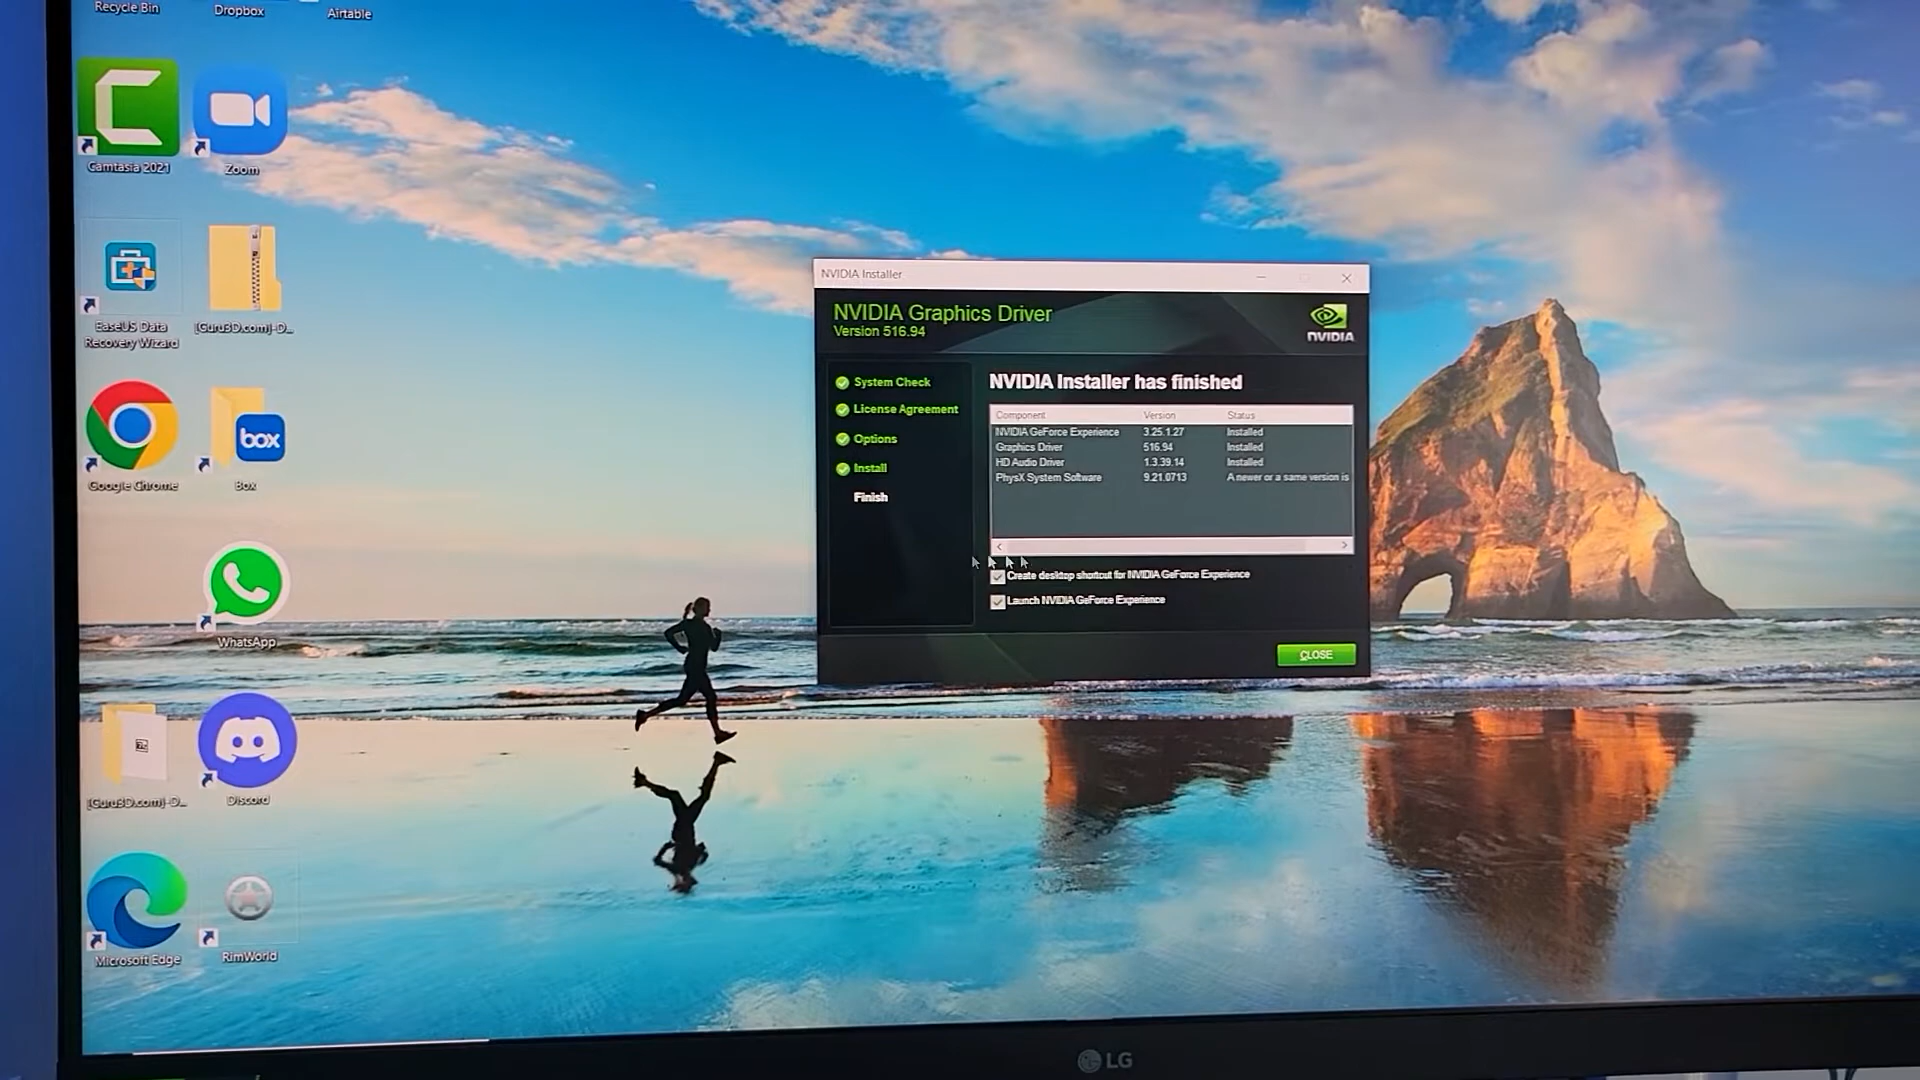 Recycle Bin
Dropbox
Airtable
Camtasia 2021
Zoom
EaseUS Data
Recovery Wizard
[Guru3D.com]-D...
Google Chrome
box
Box
WhatsApp
[Guru3D.com]-D...
Discord
Microsoft Edge
RimWorld
NVIDIA Installer
NVIDIA Graphics Driver
Version 516.94
NVIDIA
System Check
License Agreement
Options
Install
Finish
NVIDIA Installer has finished
Component Version Status
NVIDIA GeForce Experience 3.25.1.27 Installed
Graphics Driver 516.94 Installed
HD Audio Driver 1.3.39.14 Installed
PhysX System Software 9.21.0713 A newer or a same version is
Create desktop shortcut for NVIDIA GeForce Experience
Launch NVIDIA GeForce Experience
CLOSE
LG